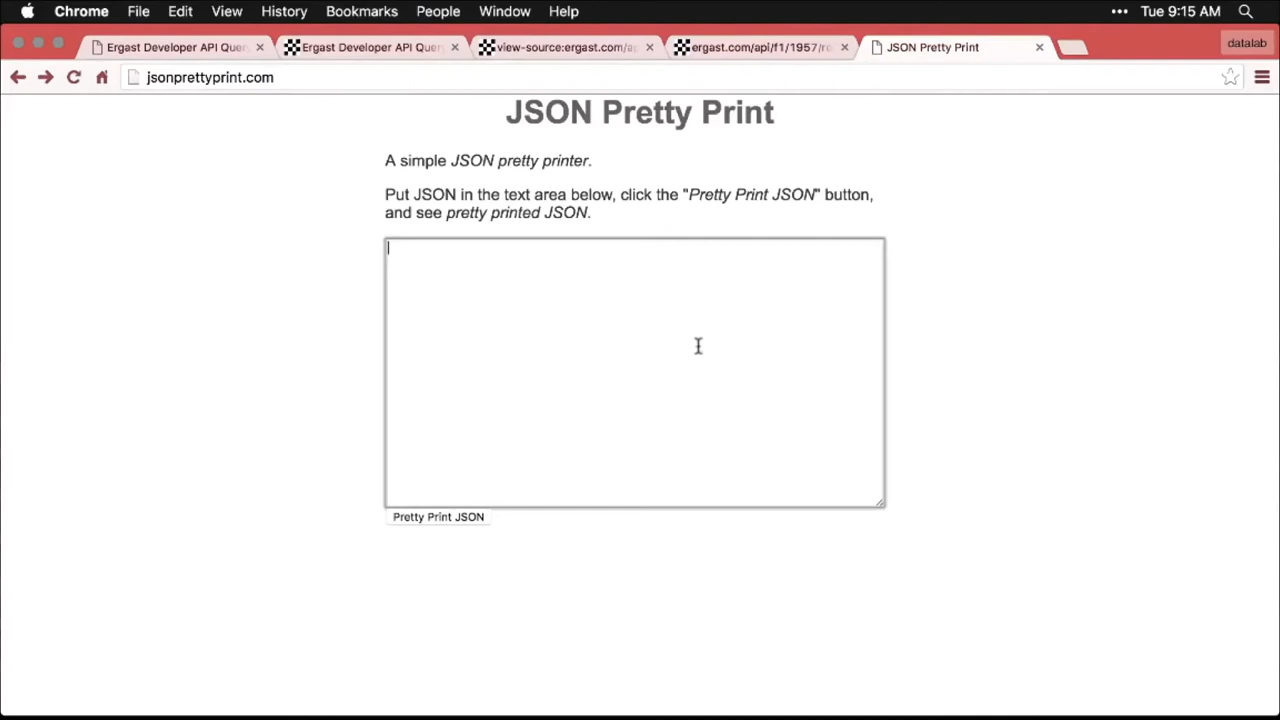 Chrome File Edit View History Bookmarks People Window Help ••• Tue 9:15 AM
Ergast Developer API Quer × Ergast Developer API Quer × view-source:ergast.com/ap × ergast.com/api/f1/1957/re × JSON Pretty Print × datalab
jsonprettyprint.com
JSON Pretty Print
A simple JSON pretty printer.
Put JSON in the text area below, click the "Pretty Print JSON" button,
and see pretty printed JSON.
Pretty Print JSON